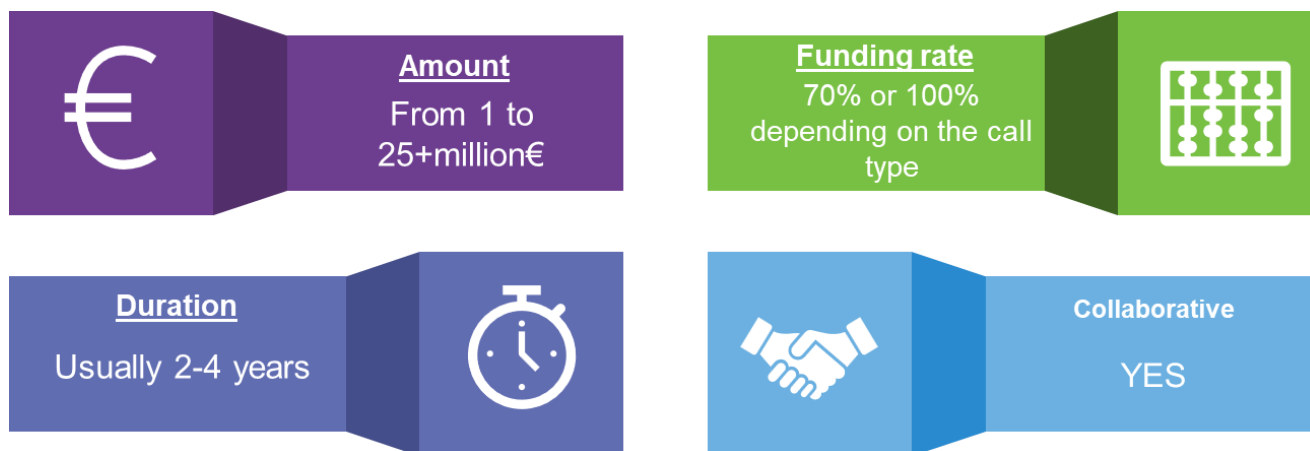 Amount
From 1 to
25+million€
Funding rate
70% or 100%
depending on the call
type
Duration
Usually 2-4 years
Collaborative
YES